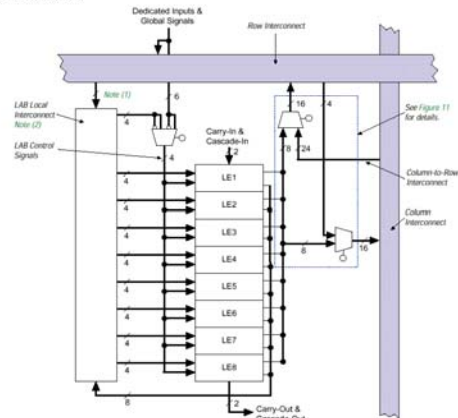 Dedicated Inputs &
Global Signals
Row Interconnect
Note (1)
6
16
4
LAB Local
Interconnect
Note (2)
4
See Figure 11
for details.
Carry-In &
Cascade-In
2
8
24
LAB Control
Signals
4
Column-to-Row
Interconnect
Column
Interconnect
4
LE1
4
LE2
4
LE3
4
LE4
8
16
4
LE5
4
LE6
4
LE7
4
LE8
8
2
Carry-Out &